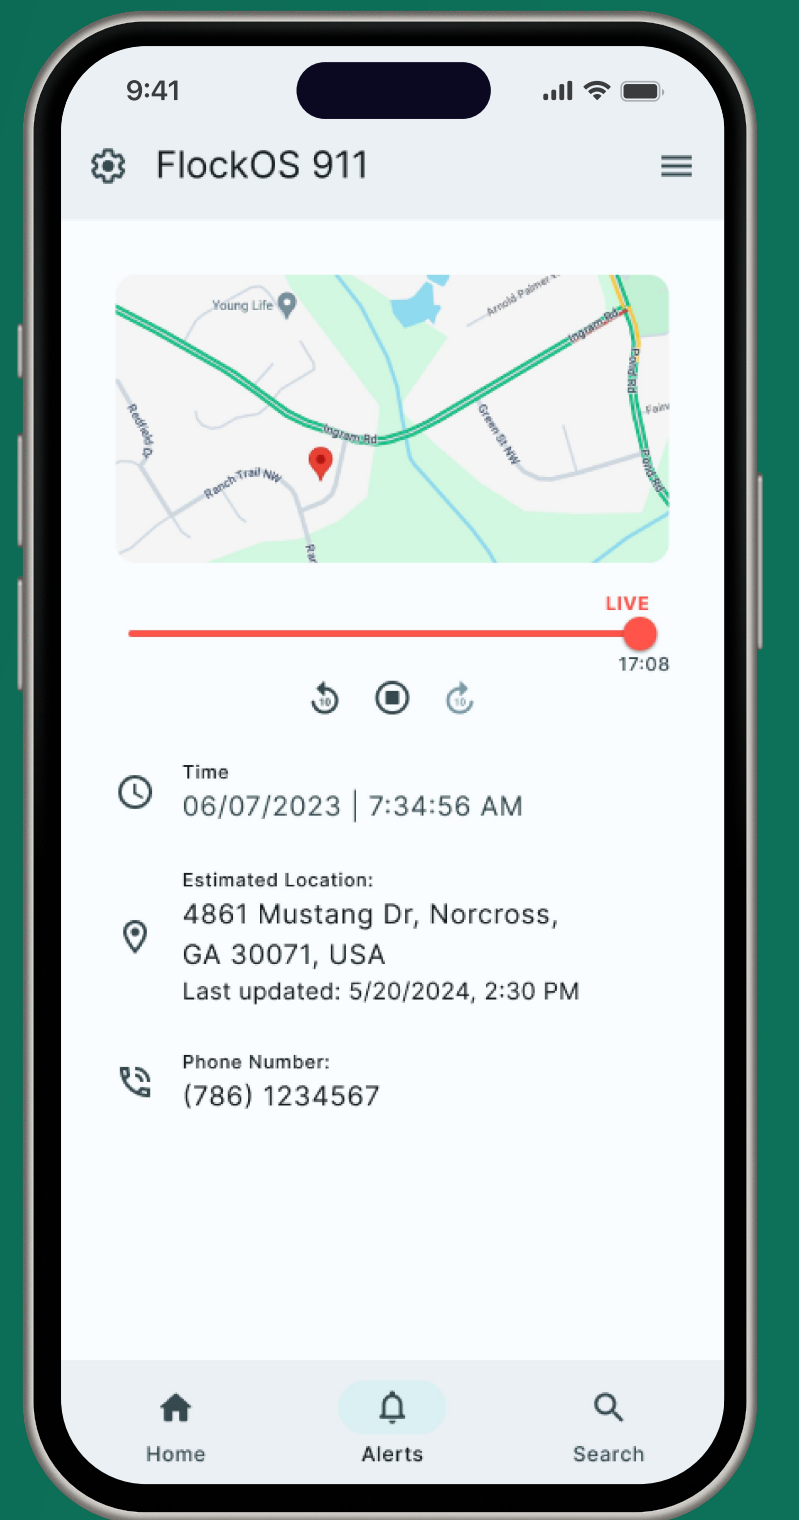 9:41
FlockOS 911
Young Life
Arnold Palmer
Ingram Rd
Pond Rd
Redfield
Ingram Rd
Green St NW
Ranch Trail NW
Pond Rd
LIVE
17:08
10
10
Time
06/07/2023 | 7:34:56 AM
Estimated Location:
4861 Mustang Dr, Norcross,
GA 30071, USA
Last updated: 5/20/2024, 2:30 PM
Phone Number:
(786) 1234567
Home
Alerts
Search